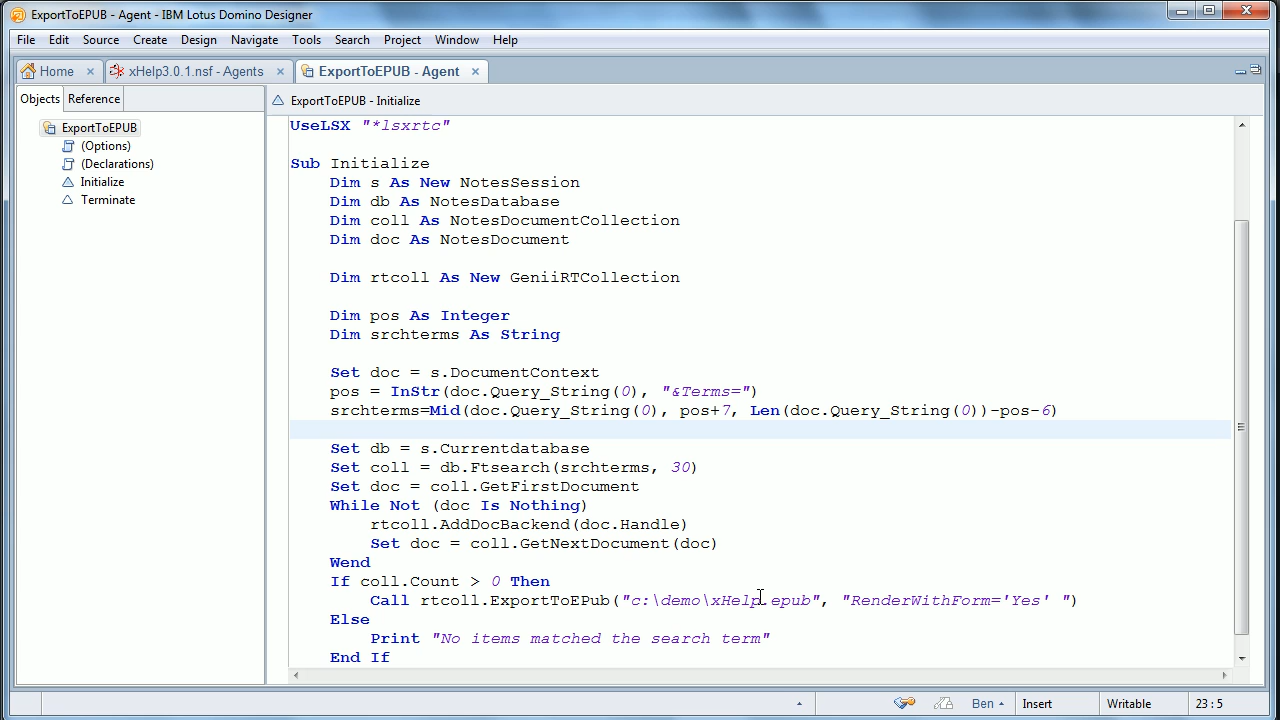 ExportToEPUB - Agent - IBM Lotus Domino Designer
File Edit Source Create Design Navigate Tools Search Project Window Help
Home xHelp3.0.1.nsf - Agents ExportToEPUB - Agent
Objects Reference
ExportToEPUB
(Options)
(Declarations)
Initialize
Terminate
ExportToEPUB - Initialize
UseLSX "*lsxrtc"
Sub Initialize
Dim s As New NotesSession
Dim db As NotesDatabase
Dim coll As NotesDocumentCollection
Dim doc As NotesDocument
Dim rtcoll As New GeniiRTCollection
Dim pos As Integer
Dim srchterms As String
Set doc = s.DocumentContext
pos = InStr(doc.Query_String(0), "&Terms=")
srchterms=Mid(doc.Query_String(0), pos+7, Len(doc.Query_String(0))-pos-6)
Set db = s.Currentdatabase
Set coll = db.Ftsearch(srchterms, 30)
Set doc = coll.GetFirstDocument
While Not (doc Is Nothing)
rtcoll.AddDocBackend(doc.Handle)
Set doc = coll.GetNextDocument(doc)
Wend
If coll.Count > 0 Then
Call rtcoll.ExportToEPub("c:\demo\xHelp.epub", "RenderWithForm='Yes' ")
Else
Print "No items matched the search term"
End If
Ben Insert Writable 23 : 5